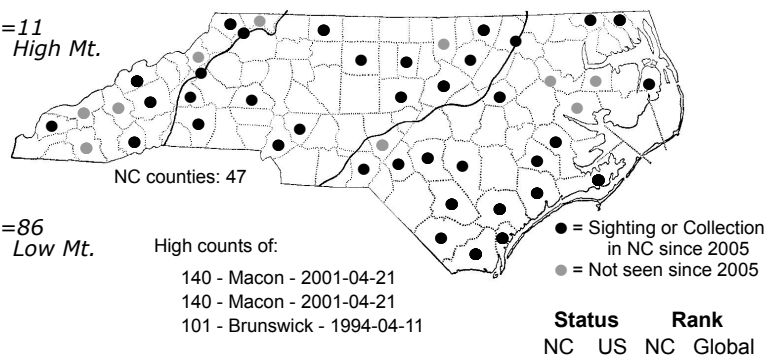 =11
High Mt.
NC counties: 47
=86
Low Mt.
High counts of:
140 - Macon - 2001-04-21
140 - Macon - 2001-04-21
101 - Brunswick - 1994-04-11
● = Sighting or Collection
in NC since 2005
● = Not seen since 2005
Status Rank
NC US NC Global